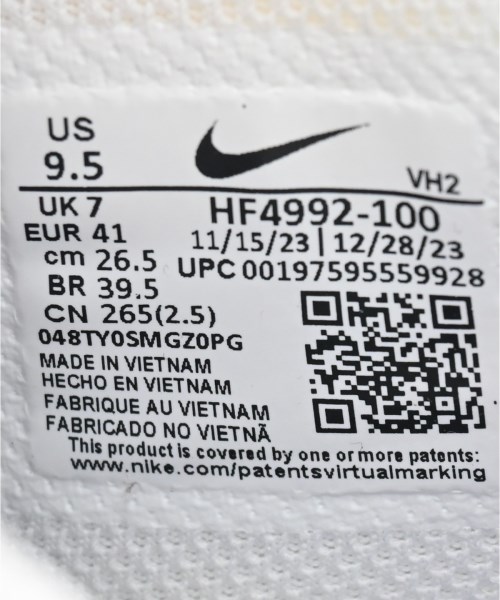 US
9.5
VH2
UK 7
HF4992-100
EUR 41
11/15/23 | 12/28/23
cm 26.5
UPC 00197595559928
BR 39.5
CN 265(2.5)
048TY0SMGZ0PG
MADE IN VIETNAM
HECHO EN VIETNAM
FABRIQUE AU VIETNAM
FABRICADO NO VIETNÃ
This product is covered by one or more patents:
www.nike.com/patentsvirtualmarking